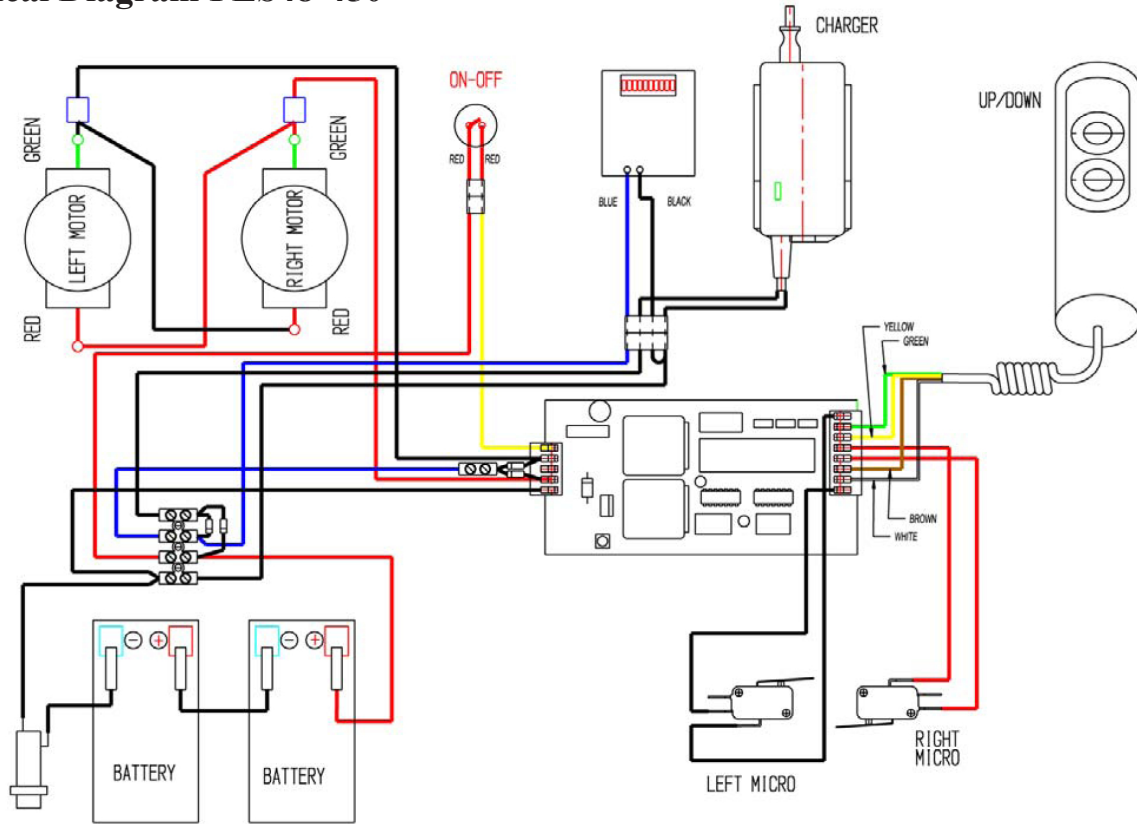 CHARGER
ON-OFF
UP/DOWN
GREEN
GREEN
RED
RED
BLUE
BLACK
LEFT MOTOR
RIGHT MOTOR
RED
RED
YELLOW
GREEN
BROWN
WHITE
BATTERY
BATTERY
LEFT MICRO
RIGHT
MICRO